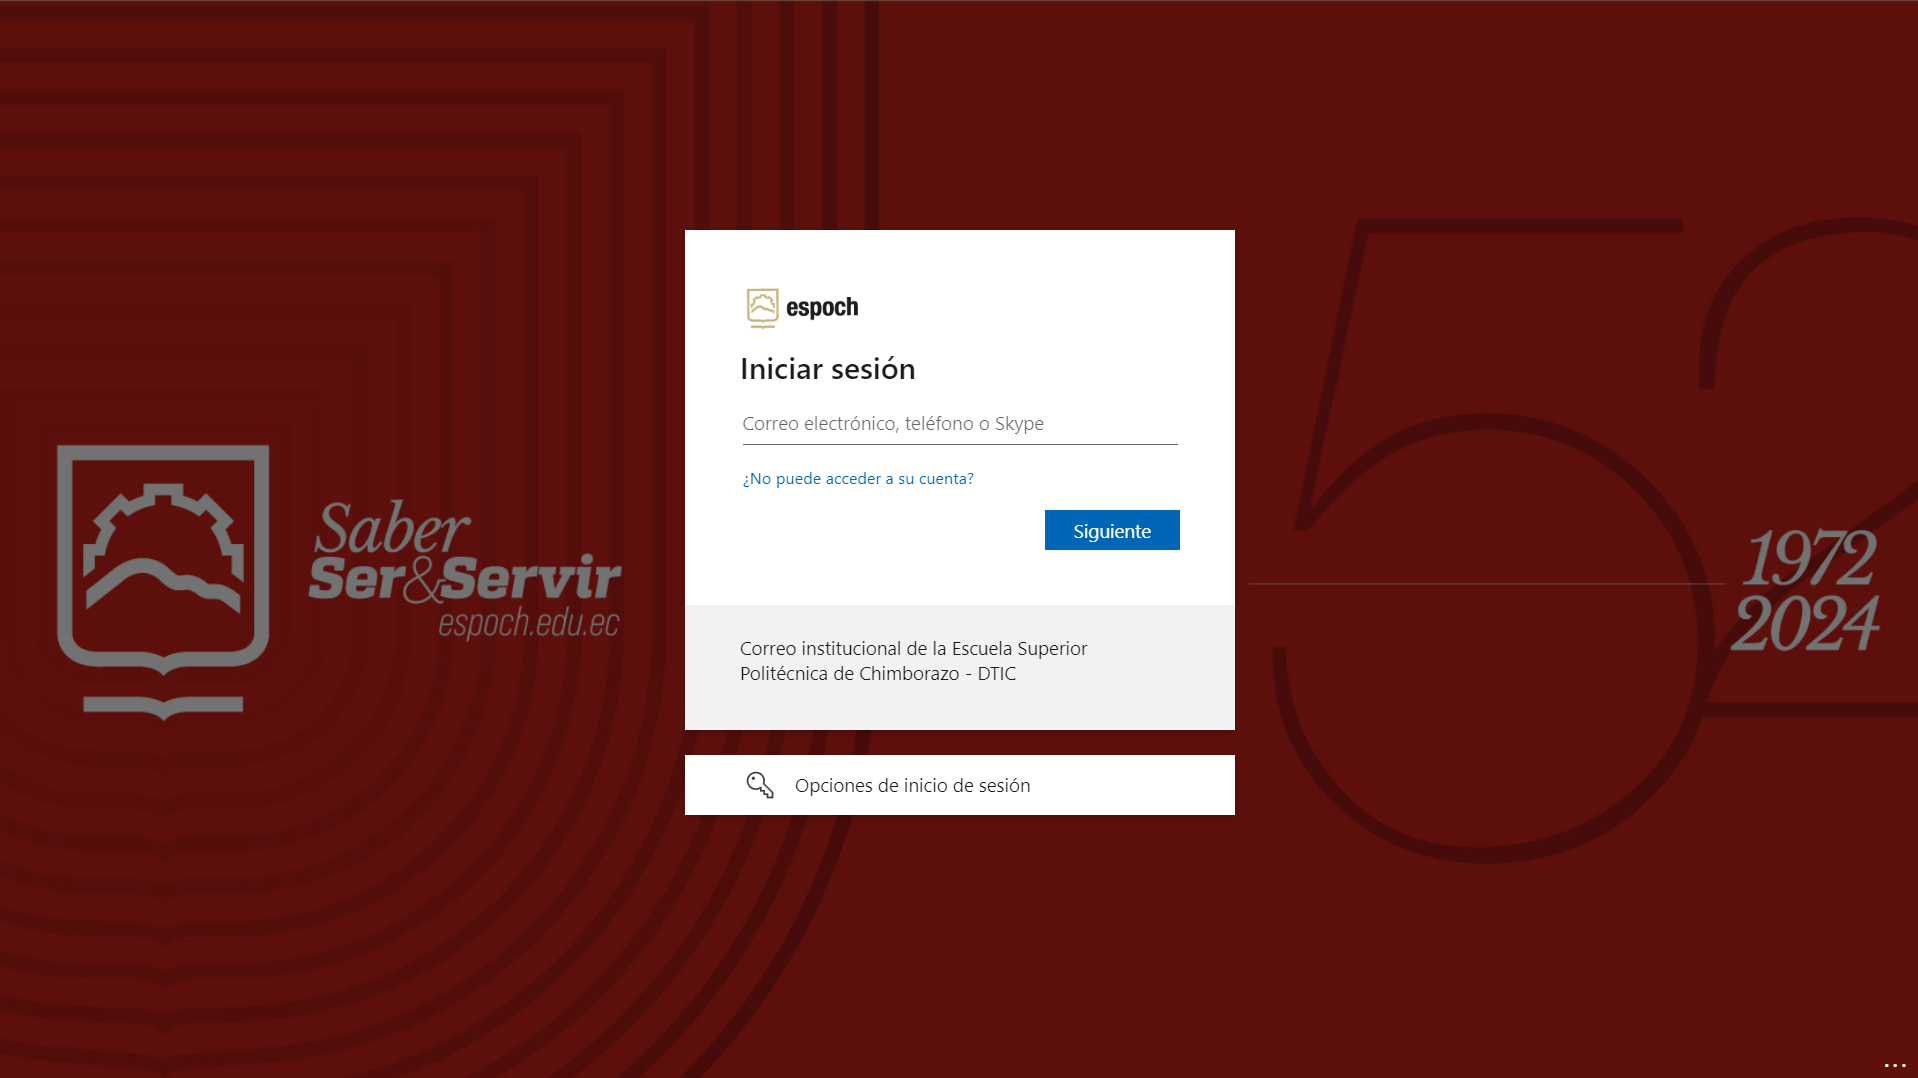 espoch
Iniciar sesión
Correo electrónico, teléfono o Skype
¿No puede acceder a su cuenta?
Siguiente
Correo institucional de la Escuela Superior
Politécnica de Chimborazo - DTIC
Opciones de inicio de sesión
Saber
Ser&Servir
espoch.edu.ec
52
1972
2024